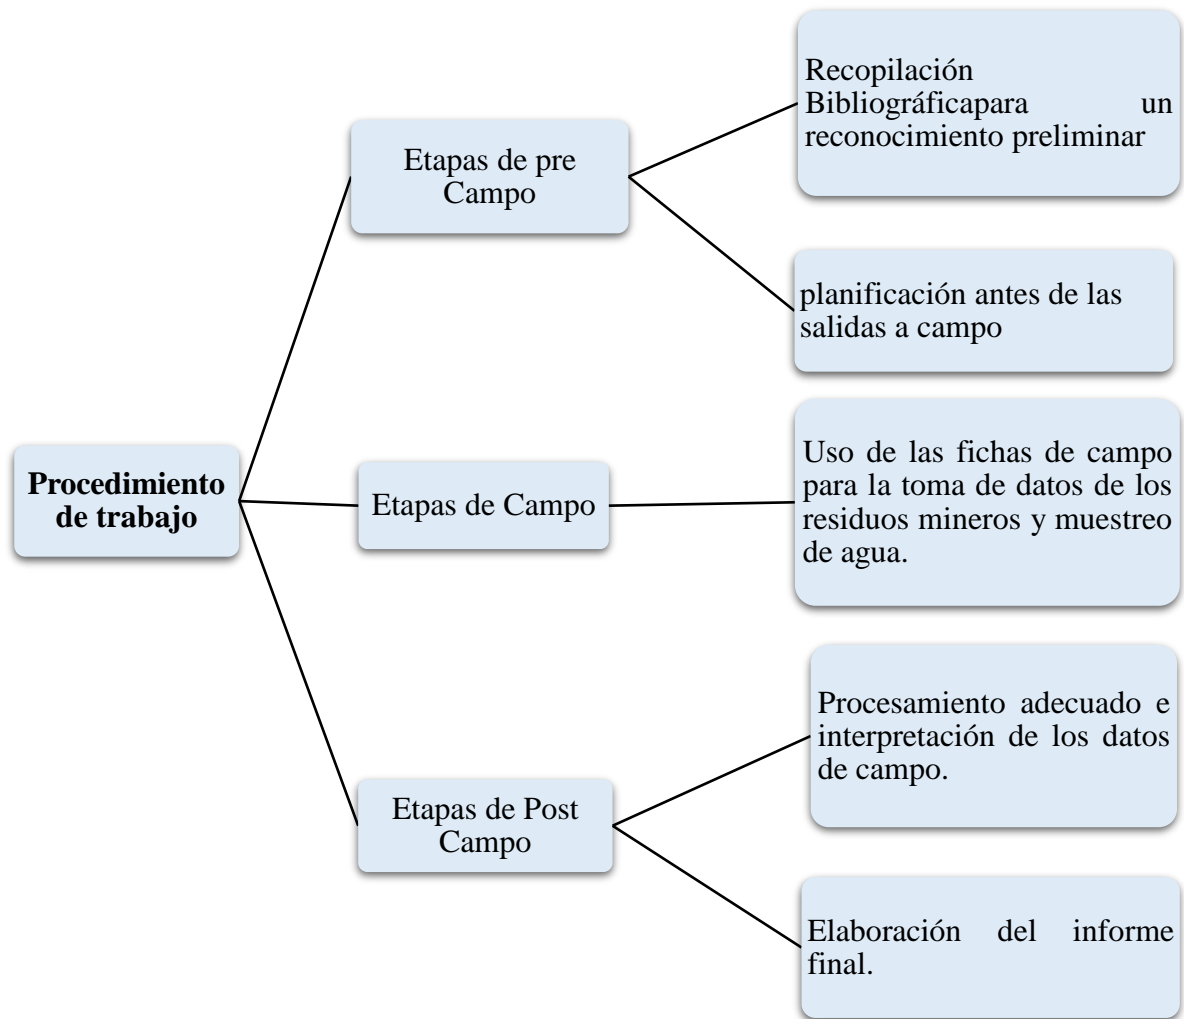 Procedimiento
de trabajo
Etapas de pre
Campo
Recopilación
Bibliográficapara un
reconocimiento preliminar
planificación antes de las
salidas a campo
Etapas de Campo
Uso de las fichas de campo
para la toma de datos de los
residuos mineros y muestreo
de agua.
Etapas de Post
Campo
Procesamiento adecuado e
interpretación de los datos
de campo.
Elaboración del informe
final.